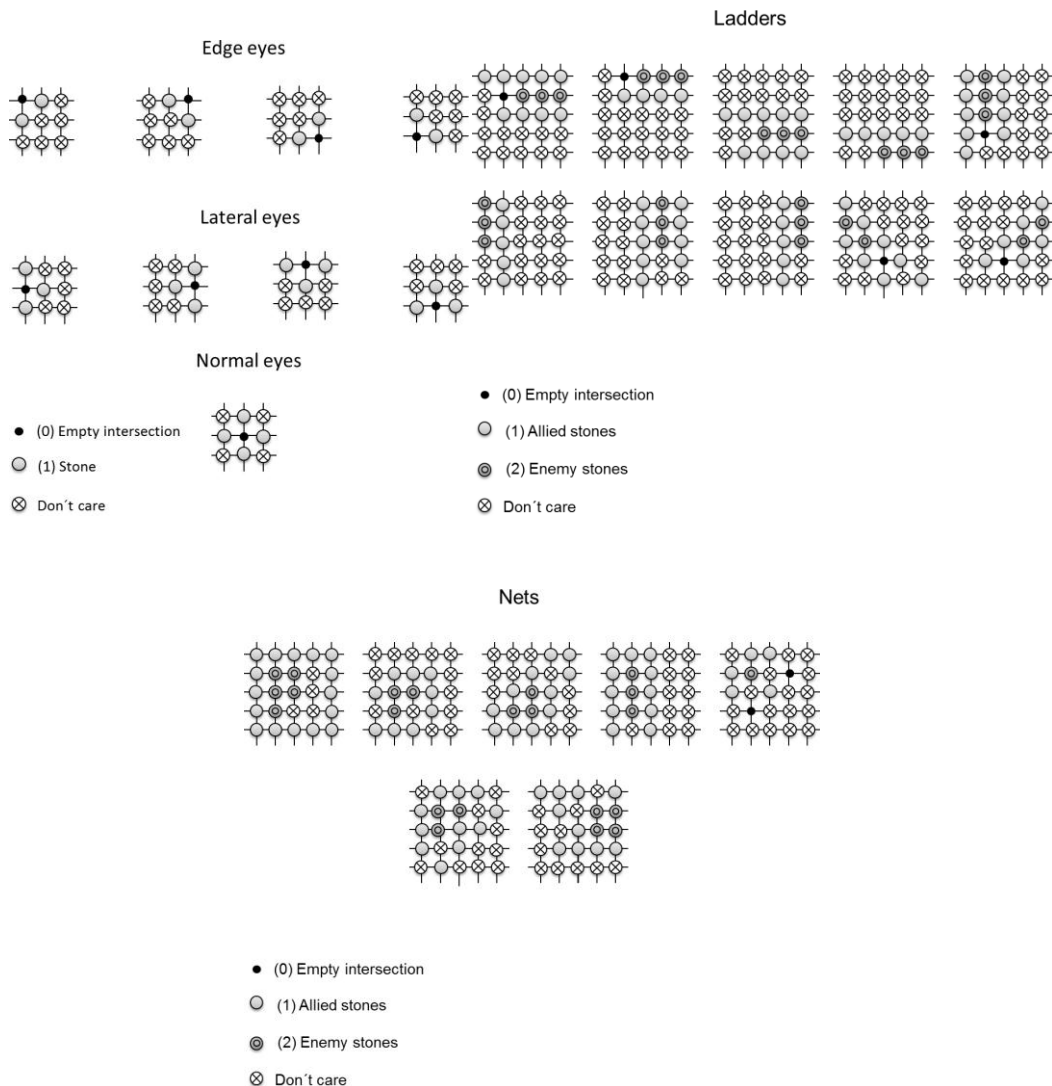 Edge eyes
Lateral eyes
Normal eyes
(0) Empty intersection
(1) Stone
Don´t care
Ladders
(0) Empty intersection
(1) Allied stones
(2) Enemy stones
Don´t care
Nets
(0) Empty intersection
(1) Allied stones
(2) Enemy stones
Don´t care